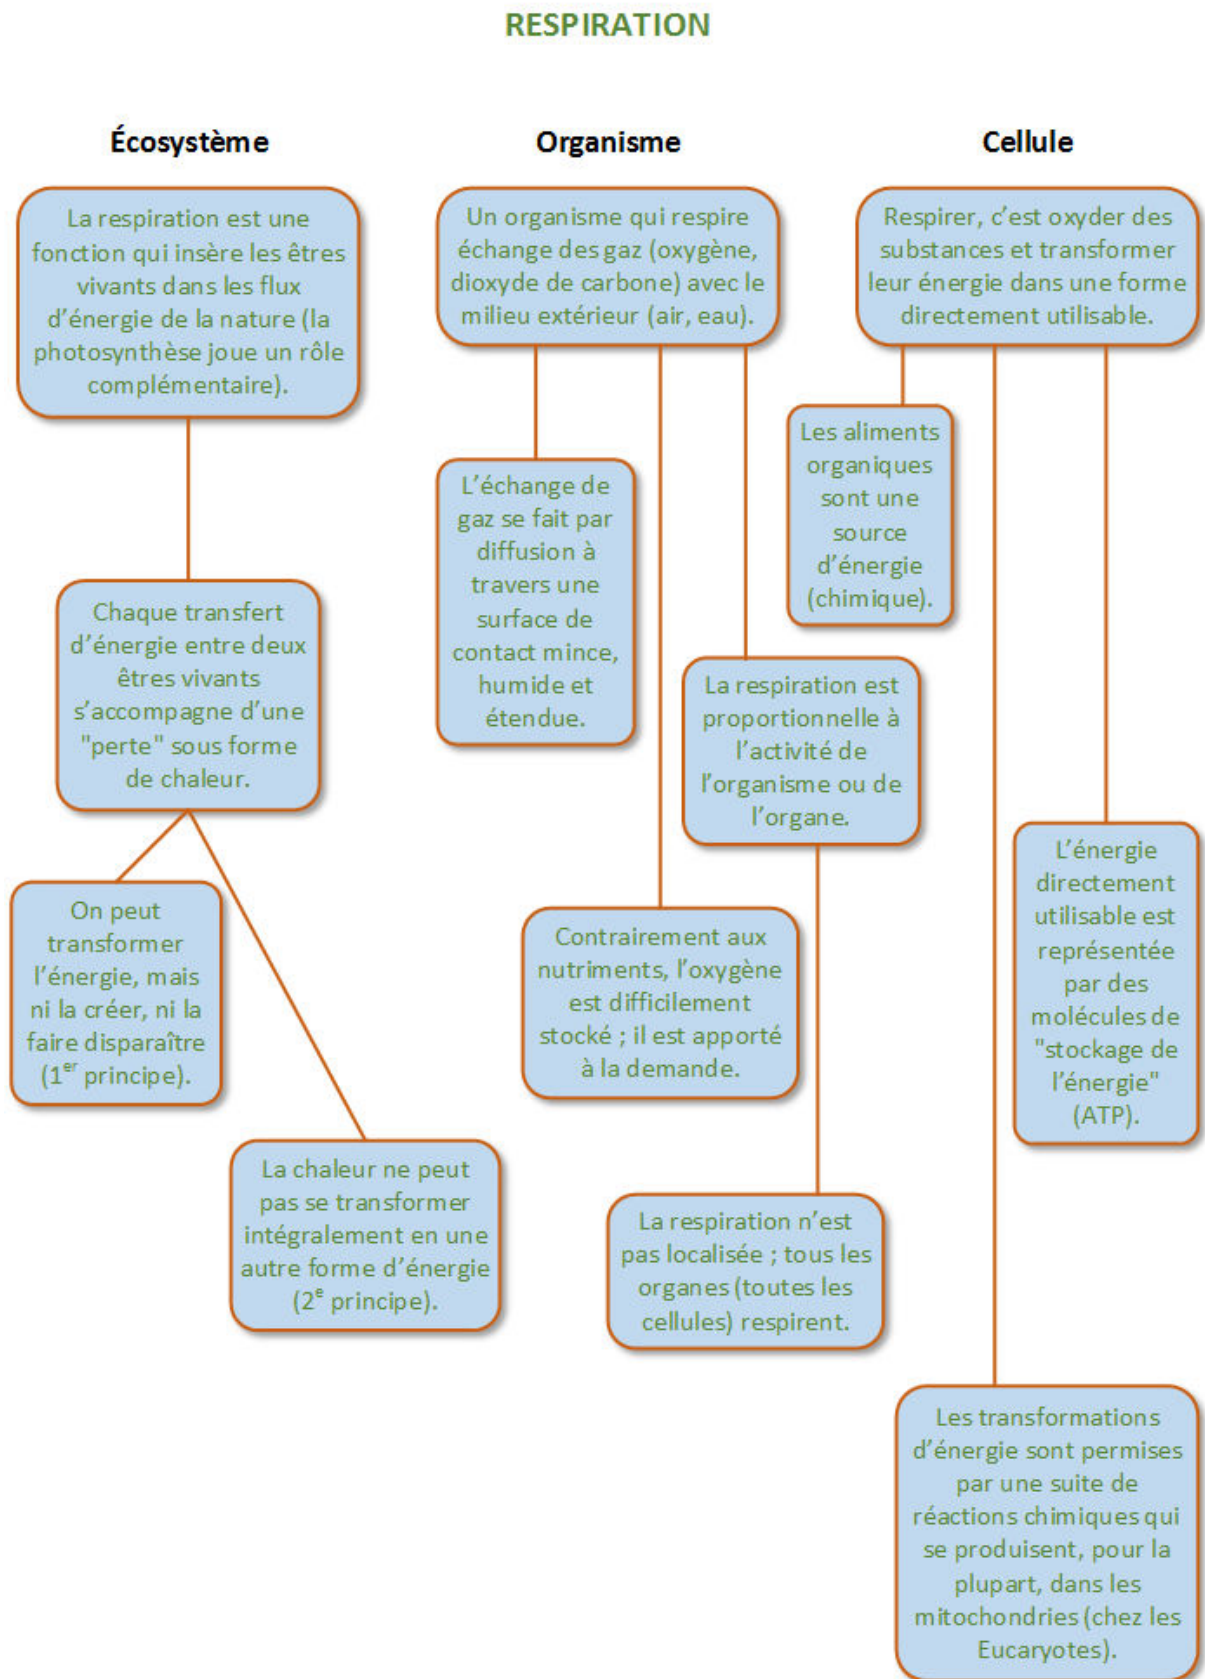 RESPIRATION
Écosystème
La respiration est une
fonction qui insère les êtres
vivants dans les flux
d'énergie de la nature (la
photosynthèse joue un rôle
complémentaire).
Chaque transfert
d'énergie entre deux
êtres vivants
s'accompagne d'une
"perte" sous forme
de chaleur.
On peut
transformer
l'énergie, mais
ni la créer, ni la
faire disparaître
(1er principe).
La chaleur ne peut
pas se transformer
intégralement en une
autre forme d'énergie
(2e principe).
Organisme
Un organisme qui respire
échange des gaz (oxygène,
dioxyde de carbone) avec le
milieu extérieur (air, eau).
L'échange de
gaz se fait par
diffusion à
travers une
surface de
contact mince,
humide et
étendue.
La respiration est
proportionnelle à
l'activité de
l'organisme ou de
l'organe.
Contrairement aux
nutriments, l'oxygène
est difficilement
stocké ; il est apporté
à la demande.
La respiration n'est
pas localisée ; tous les
organes (toutes les
cellules) respirent.
Cellule
Respirer, c'est oxyder des
substances et transformer
leur énergie dans une forme
directement utilisable.
Les aliments
organiques
sont une
source
d'énergie
(chimique).
L'énergie
directement
utilisable est
représentée
par des
molécules de
"stockage de
l'énergie"
(ATP).
Les transformations
d'énergie sont permises
par une suite de
réactions chimiques qui
se produisent, pour la
plupart, dans les
mitochondries (chez les
Eucaryotes).